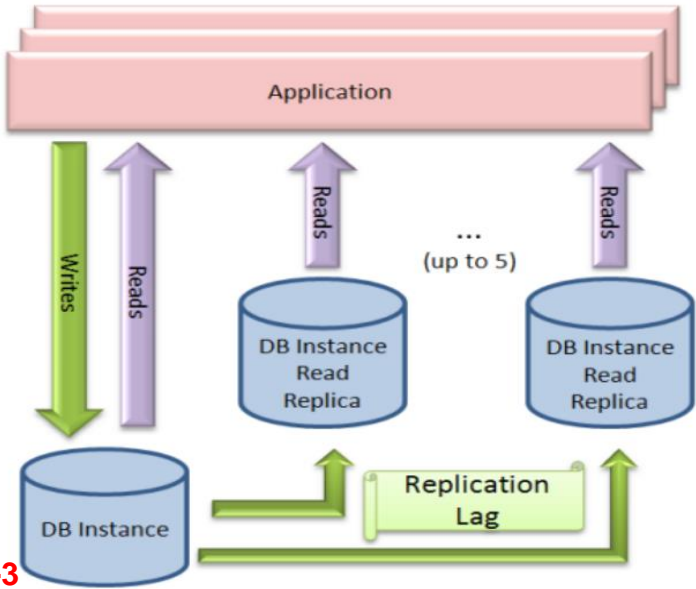 Application
Writes
Reads
Reads
Reads
...
(up to 5)
DB Instance
Read
Replica
DB Instance
Read
Replica
Replication
Lag
DB Instance
3